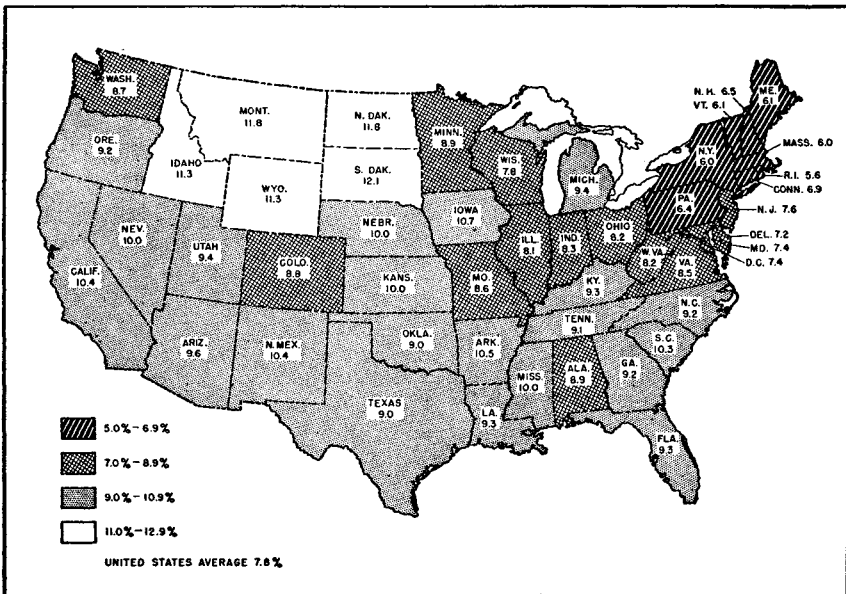 WASH.
8.7
MONT.
11.8
N. DAK.
11.8
MINN.
8.9
N. H. 6.5
VT. 6.1
ME.
6.1
ORE.
9.2
IDAHO
11.3
S. DAK.
12.1
WIS.
7.8
MICH.
9.4
N.Y.
6.0
MASS. 6.0
R.I. 5.6
CONN. 6.9
WYO.
11.3
NEBR.
10.0
IOWA
10.7
PA.
6.4
N.J. 7.6
NEV.
10.0
UTAH
9.4
COLO.
8.8
ILL.
8.1
IND.
8.3
OHIO
8.2
W.VA.
8.2
DEL. 7.2
MD. 7.4
D.C. 7.4
CALIF.
10.4
KANS.
10.0
MO.
8.6
KY.
9.3
VA.
8.5
ARIZ.
9.6
N.MEX.
10.4
OKLA.
9.0
ARK.
10.5
TENN.
9.1
N.C.
9.2
S.C.
10.3
TEXAS
9.0
LA.
9.3
MISS.
10.0
ALA.
8.9
GA.
9.2
FLA.
9.3
5.0%–6.9%
7.0%–8.9%
9.0%–10.9%
11.0%–12.9%
UNITED STATES AVERAGE 7.8%